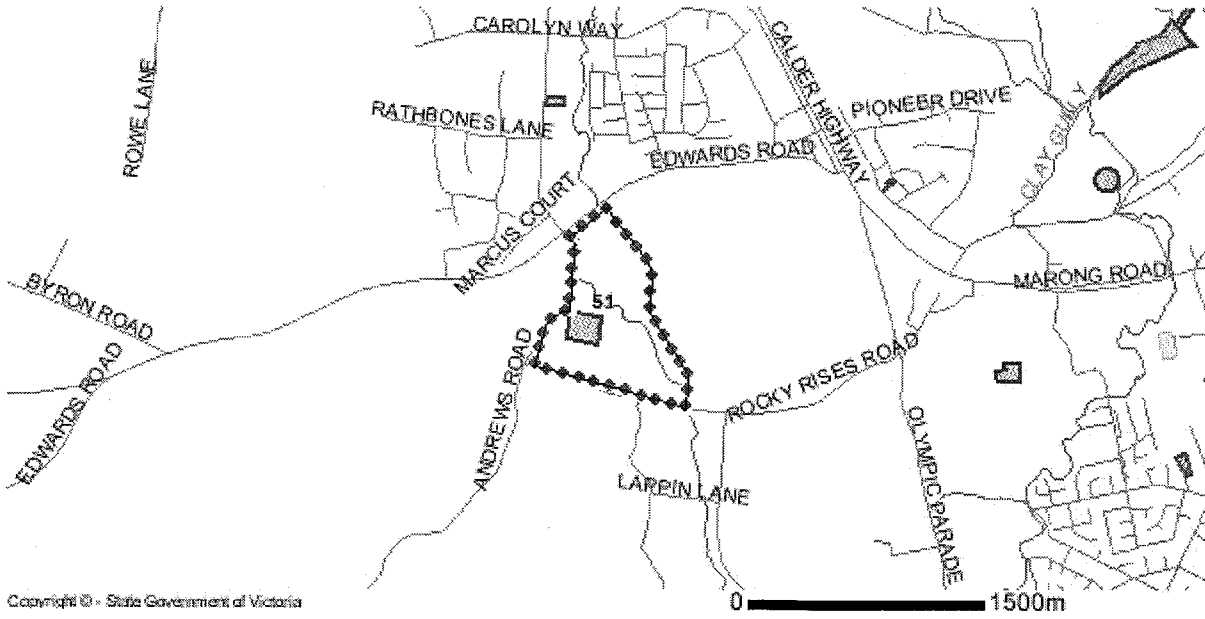 CAROLYN WAY
CALDER HIGHWAY
ROWE LANE
RATHBONES LANE
PIONEER DRIVE
EDWARDS ROAD
CLAY GULLY
MARCUS COURT
MARONG ROAD
BYRON ROAD
51
EDWARDS ROAD
ANDREWS ROAD
ROCKY RISES ROAD
OLYMPIC PARADE
LARPIN LANE
Copyright © - State Government of Victoria
0 1500m